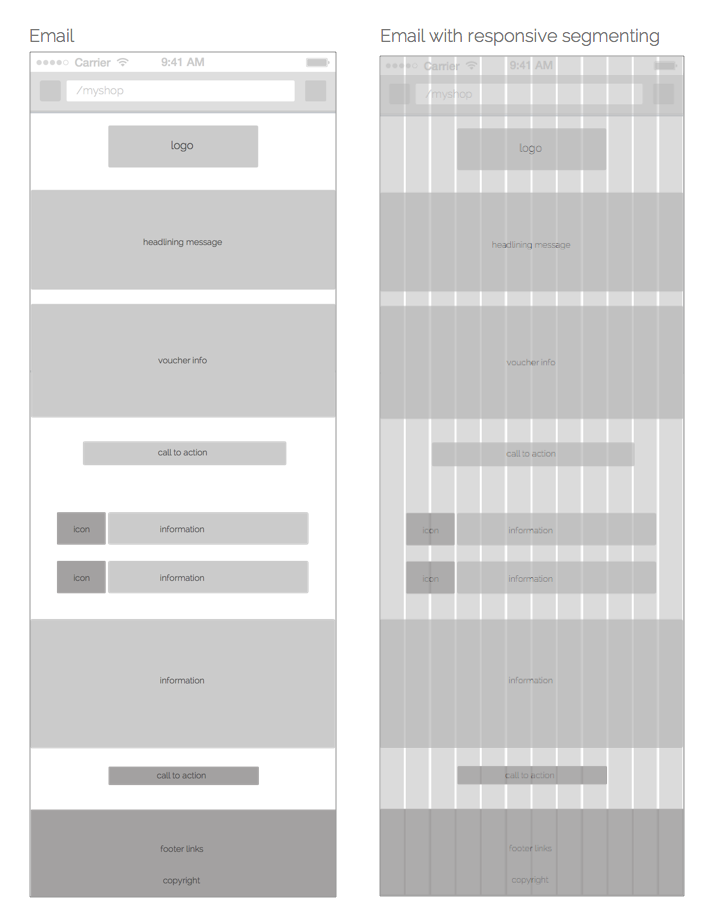 Email
Carrier 9:41 AM
/myshop
logo
headlining message
voucher info
call to action
icon information
icon information
information
call to action
footer links
copyright
Email with responsive segmenting
Carrier 9:41 AM
/myshop
logo
headlining message
voucher info
call to action
icon information
icon information
information
call to action
footer links
copyright